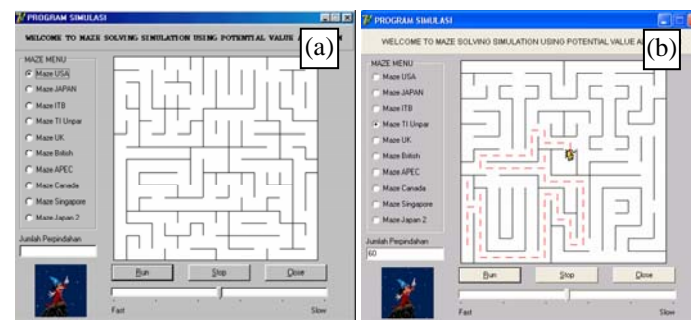 PROGRAM SIMULASI
WELCOME TO MAZE SOLVING SIMULATION USING POTENTIAL VALUE A
(a)
MAZE MENU
Maze USA
Maze JAPAN
Maze ITB
Maze TI Unpar
Maze UK
Maze British
Maze APEC
Maze Canada
Maze Singapore
Maze Japan 2
Jumlah Perpindahan
Run Stop Close
Fast Slow
PROGRAM SIMULASI
WELCOME TO MAZE SOLVING SIMULATION USING POTENTIAL VALUE A
(b)
MAZE MENU
Maze USA
Maze JAPAN
Maze ITB
Maze TI Unpar
Maze UK
Maze British
Maze APEC
Maze Canada
Maze Singapore
Maze Japan 2
Jumlah Perpindahan
60
Run Stop Close
Fast Slow